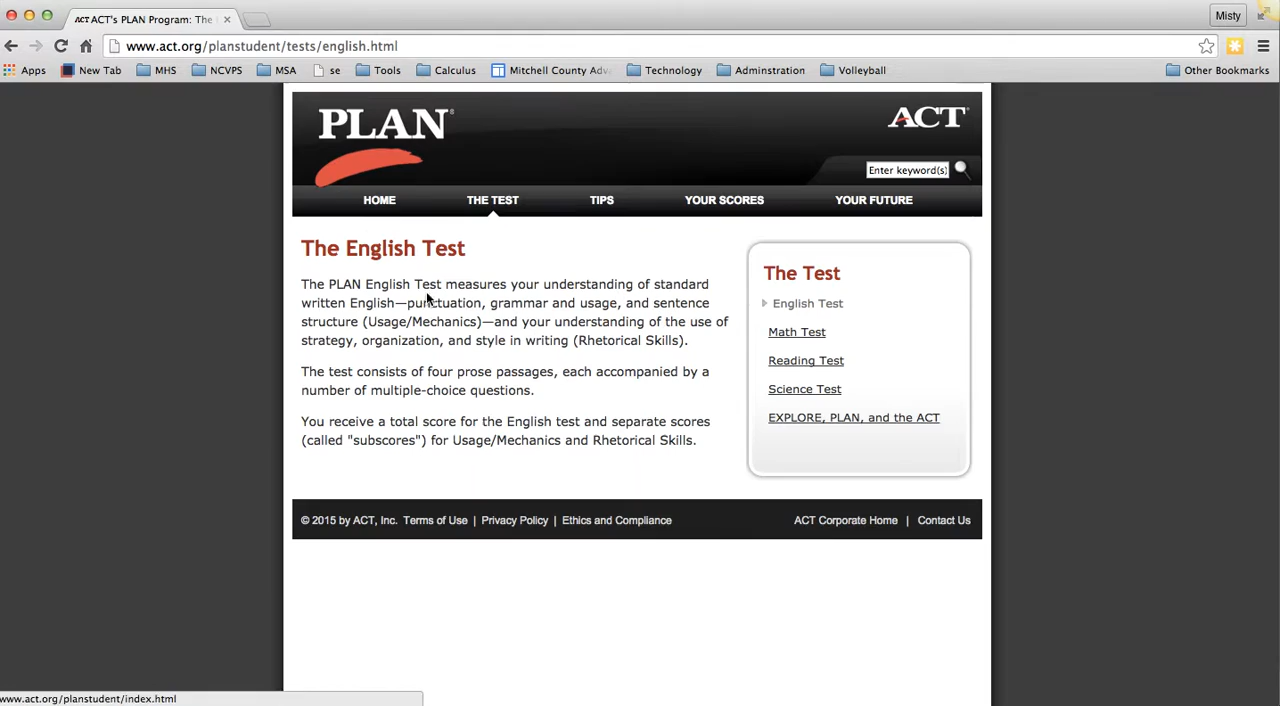 ACT ACT's PLAN Program: The
Misty
www.act.org/planstudent/tests/english.html
Apps New Tab MHS NCVPS MSA se Tools Calculus Mitchell County Adv Technology Adminstration Volleyball Other Bookmarks
PLAN® ACT®
Enter keyword(s)
HOME THE TEST TIPS YOUR SCORES YOUR FUTURE
The English Test
The PLAN English Test measures your understanding of standard
written English—punctuation, grammar and usage, and sentence
structure (Usage/Mechanics)—and your understanding of the use of
strategy, organization, and style in writing (Rhetorical Skills).
The test consists of four prose passages, each accompanied by a
number of multiple-choice questions.
You receive a total score for the English test and separate scores
(called "subscores") for Usage/Mechanics and Rhetorical Skills.
The Test
English Test
Math Test
Reading Test
Science Test
EXPLORE, PLAN, and the ACT
© 2015 by ACT, Inc. Terms of Use | Privacy Policy | Ethics and Compliance ACT Corporate Home | Contact Us
www.act.org/planstudent/index.html